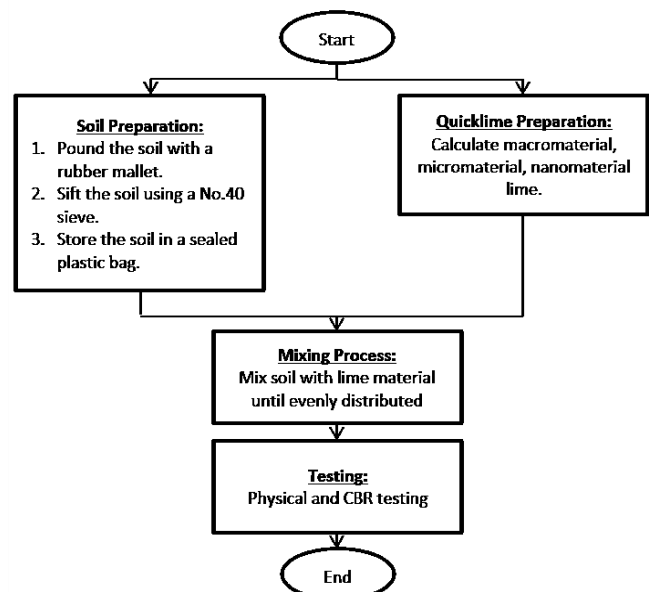 Start
Soil Preparation:
1. Pound the soil with a
rubber mallet.
2. Sift the soil using a No.40
sieve.
3. Store the soil in a sealed
plastic bag.
Quicklime Preparation:
Calculate macromaterial,
micromaterial, nanomaterial
lime.
Mixing Process:
Mix soil with lime material
until evenly distributed
Testing:
Physical and CBR testing
End